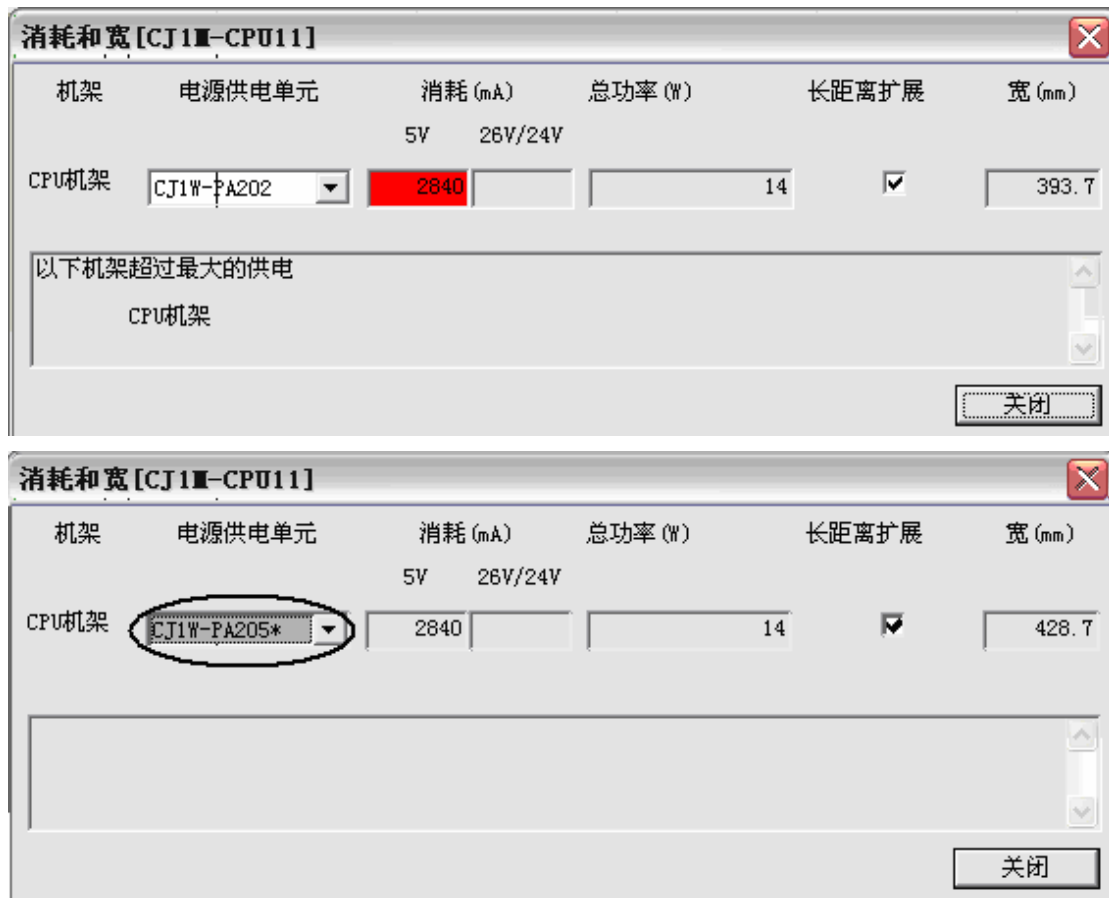 消耗和宽[CJ1M-CPU11]
机架 电源供电单元 消耗(mA) 总功率(W) 长距离扩展 宽(mm)
5V 26V/24V
CPU机架 CJ1W-PA202 2840 14 393.7
以下机架超过最大的供电
CPU机架
关闭
消耗和宽[CJ1M-CPU11]
机架 电源供电单元 消耗(mA) 总功率(W) 长距离扩展 宽(mm)
5V 26V/24V
CPU机架 CJ1W-PA205* 2840 14 428.7
关闭